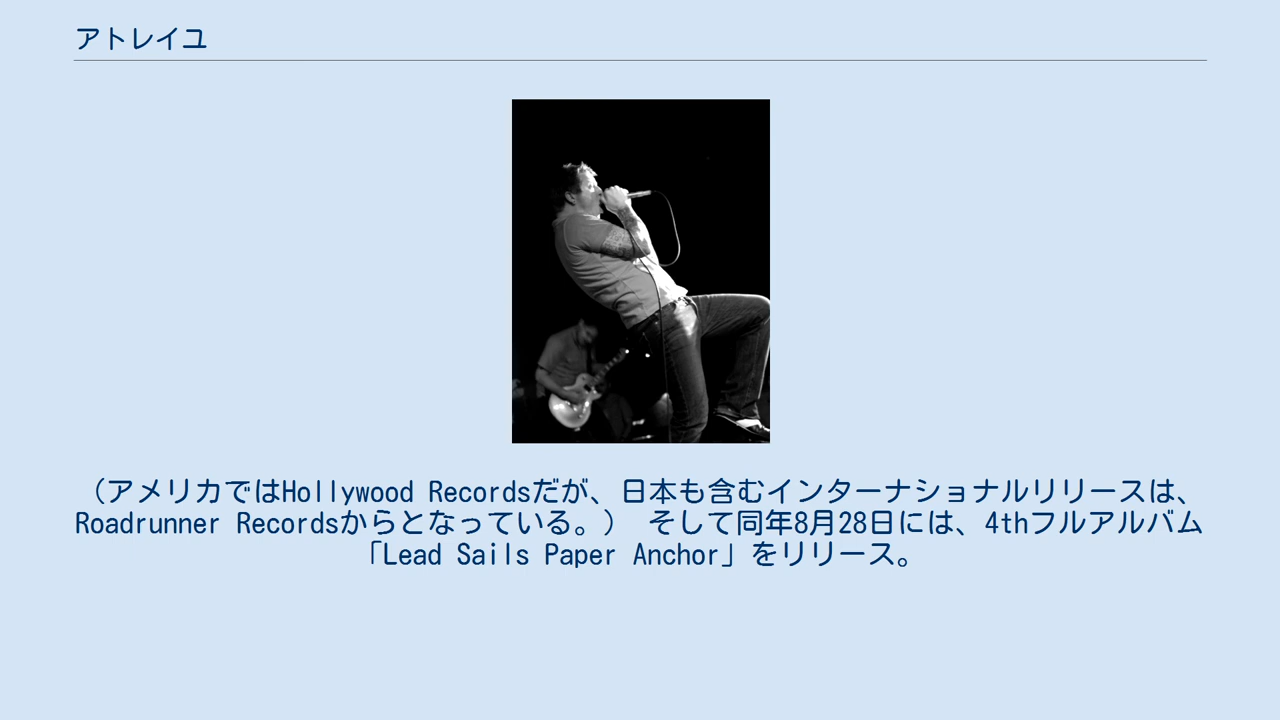 アトレイユ
（アメリカではHollywood Recordsだが、日本も含むインターナショナルリリースは、
Roadrunner Recordsからとなっている。） そして同年8月28日には、4thフルアルバム
「Lead Sails Paper Anchor」をリリース。